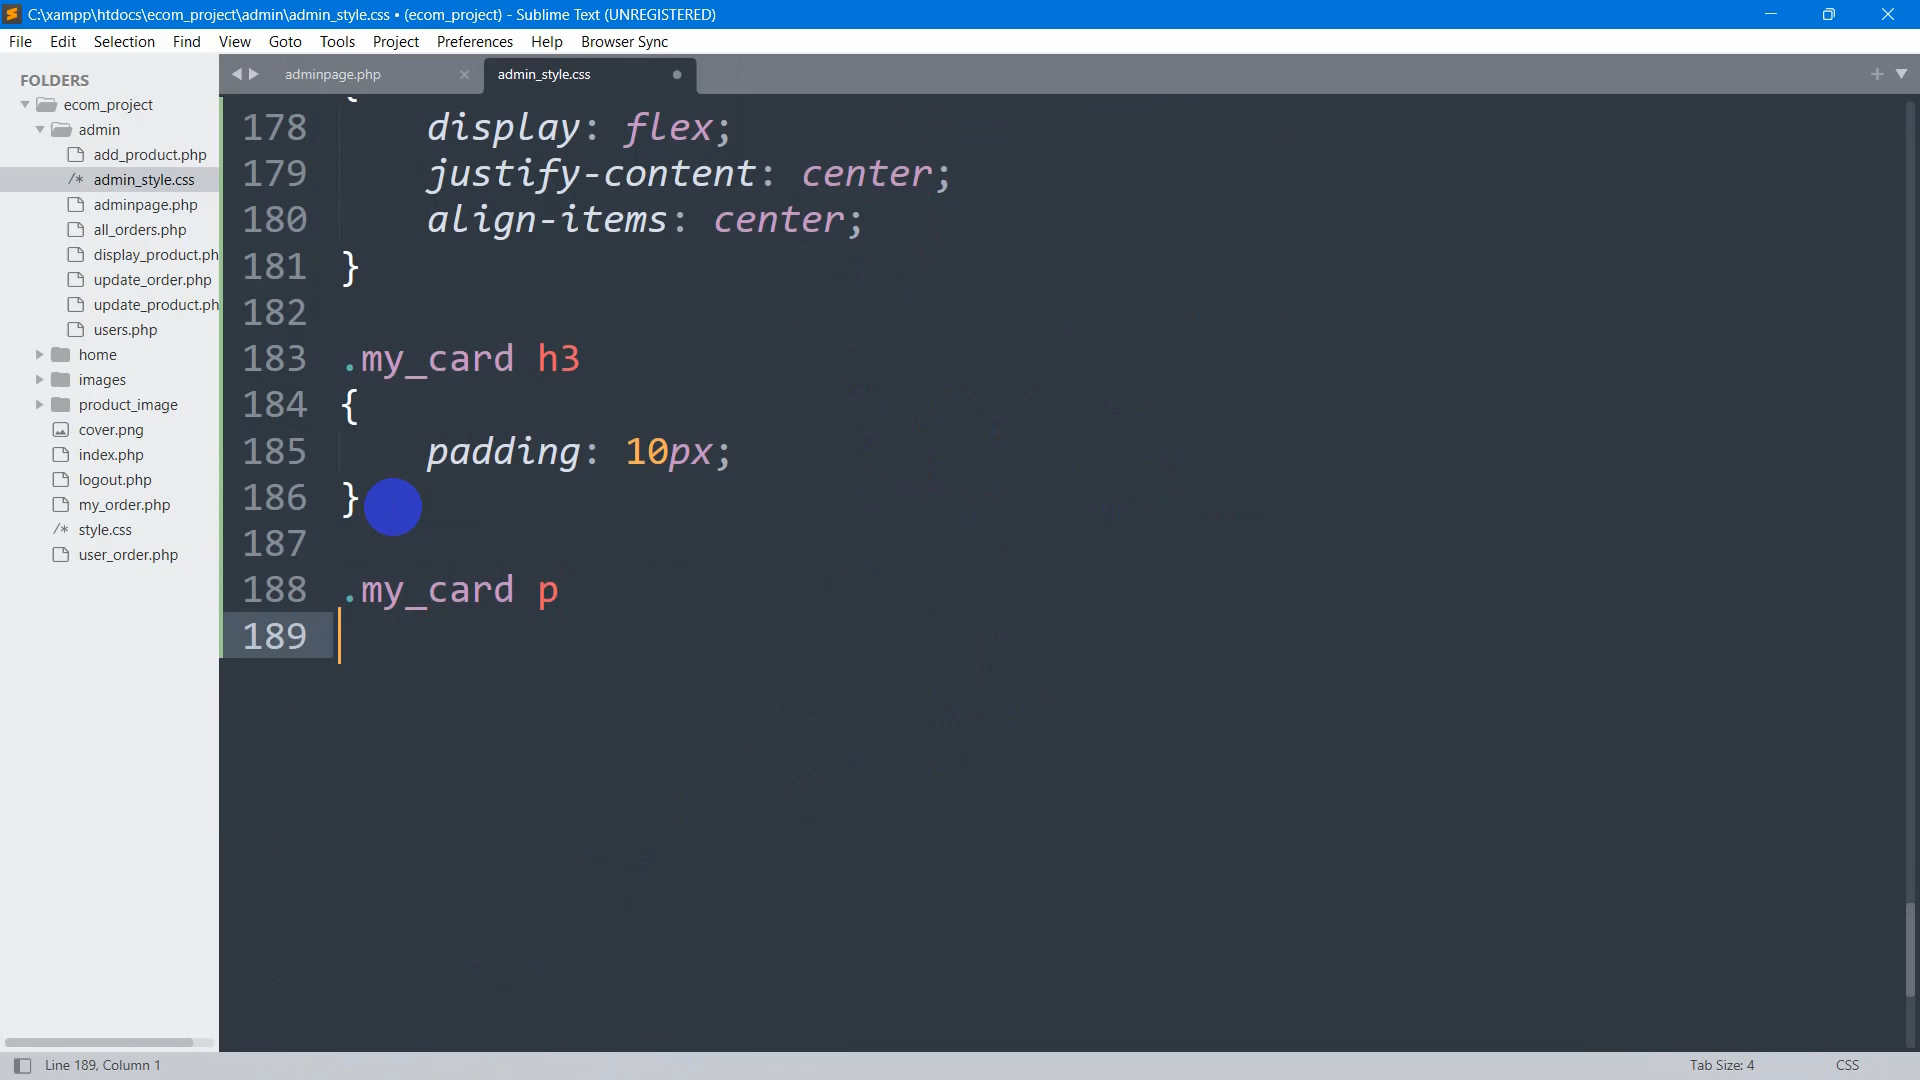 C:\xampp\htdocs\ecom_project\admin\admin_style.css • (ecom_project) - Sublime Text (UNREGISTERED)
File Edit Selection Find View Goto Tools Project Preferences Help Browser Sync
FOLDERS
ecom_project
admin
add_product.php
admin_style.css
adminpage.php
all_orders.php
display_product.ph
update_order.php
update_product.ph
users.php
home
images
product_image
cover.png
index.php
logout.php
my_order.php
style.css
user_order.php
adminpage.php
admin_style.css
178 display: flex;
179 justify-content: center;
180 align-items: center;
181 }
182
183 .my_card h3
184 {
185 padding: 10px;
186 }
187
188 .my_card p
189
Line 189, Column 1
Tab Size: 4
CSS